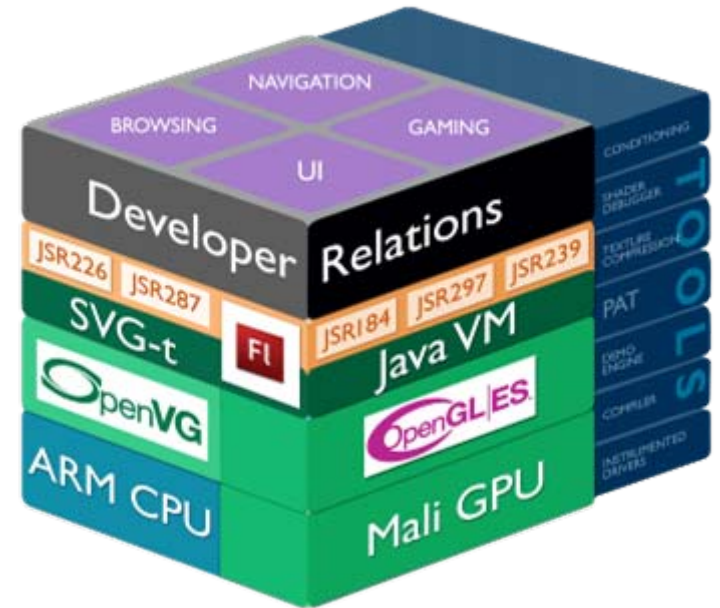 NAVIGATION
BROWSING
GAMING
UI
Developer Relations
JSR226
JSR287
JSR184
JSR297
JSR239
SVG-t
Fl
Java VM
OpenVG
OpenGL|ES
ARM CPU
Mali GPU
CONDITIONING
SHADER
DEBUGGER
TEXTURE
COMPRESSION
PAT
DEMO
ENGINE
COMPILER
INSTRUMENTED
DRIVERS
TOOLS